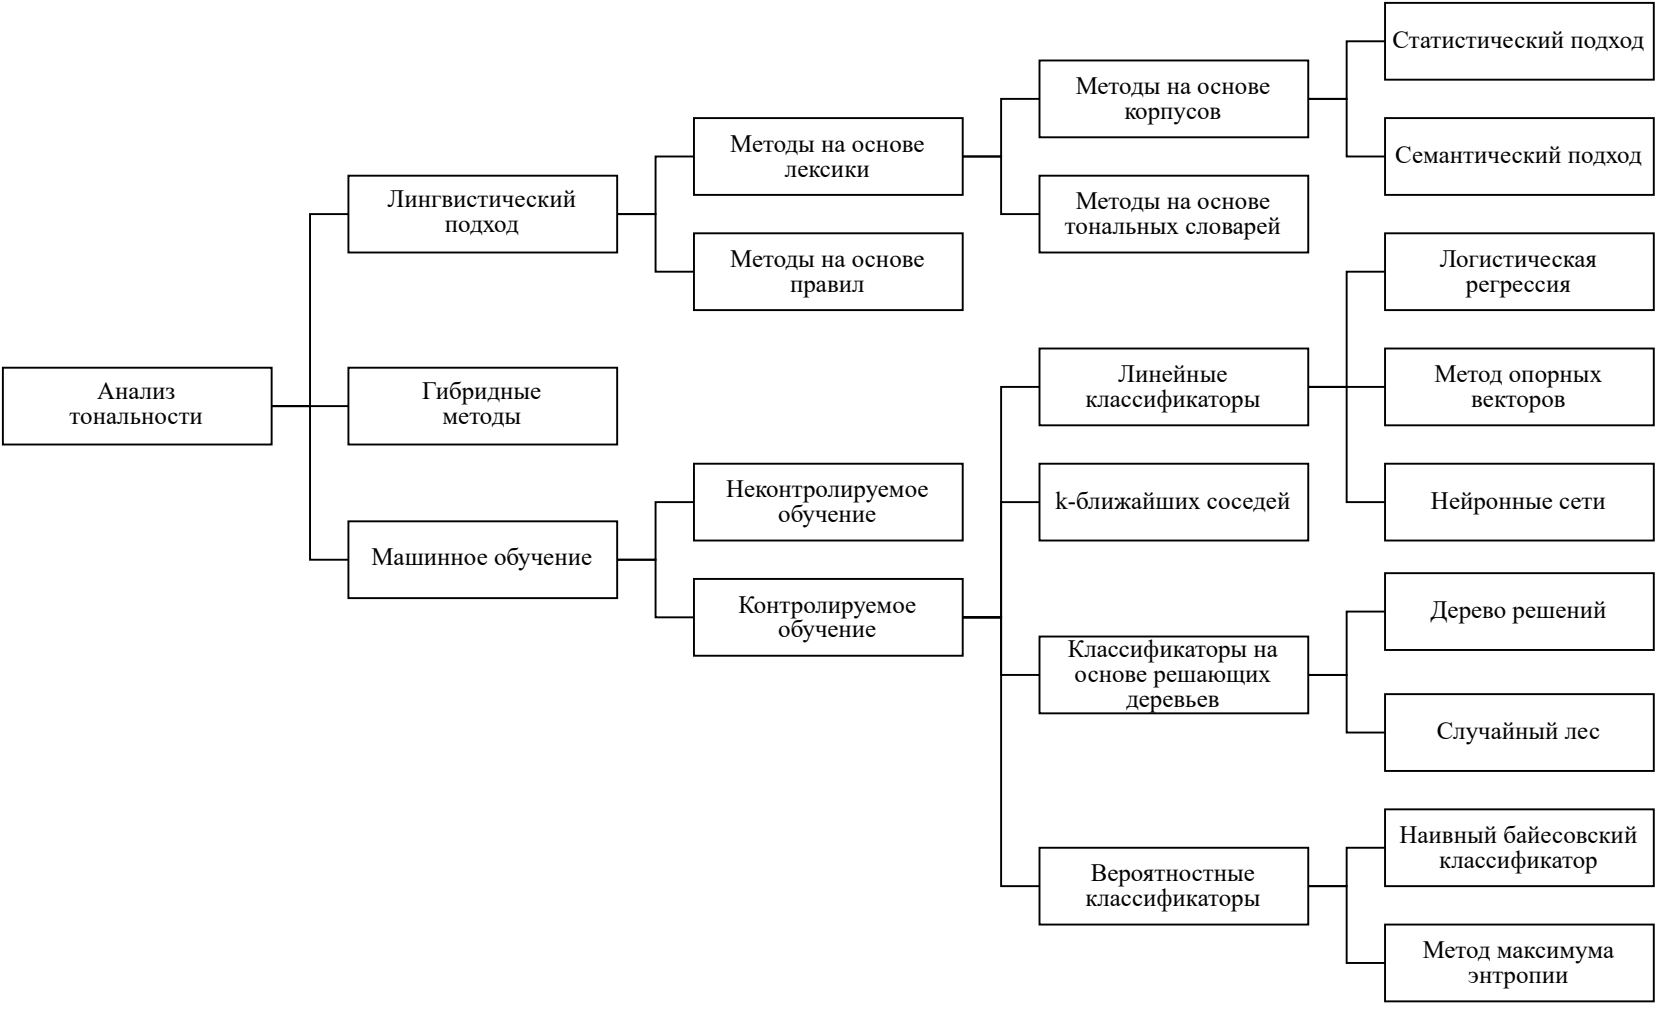 Анализ
тональности
Лингвистический
подход
Гибридные
методы
Машинное обучение
Методы на основе
лексики
Методы на основе
правил
Неконтролируемое
обучение
Контролируемое
обучение
Методы на основе
корпусов
Методы на основе
тональных словарей
Линейные
классификаторы
k-ближайших соседей
Классификаторы на
основе решающих
деревьев
Вероятностные
классификаторы
Статистический подход
Семантический подход
Логистическая
регрессия
Метод опорных
векторов
Нейронные сети
Дерево решений
Случайный лес
Наивный байесовский
классификатор
Метод максимума
энтропии